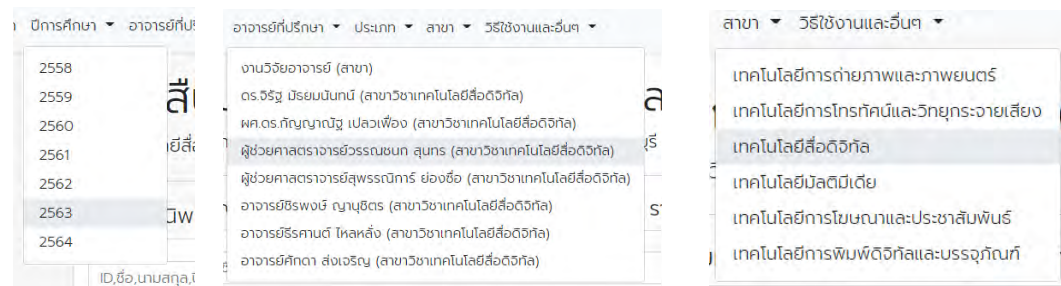 ปีการศึกษา
2558
2559
2560
2561
2562
2563
2564
ID,ชื่อ,นามสกุล,
อาจารย์ที่ปรึกษา ประเภท สาขา วิธีใช้งานและอื่นๆ
งานวิจัยอาจารย์ (สาขา)
ดร.จิรัฐ มัธยมนันทน์ (สาขาวิชาเทคโนโลยีสื่อดิจิทัล)
ผศ.ดร.กัญญาณัฐ เปลวเฟื่อง (สาขาวิชาเทคโนโลยีสื่อดิจิทัล)
ผู้ช่วยศาสตราจารย์วรรณชนก สุนทร (สาขาวิชาเทคโนโลยีสื่อดิจิทัล)
ผู้ช่วยศาสตราจารย์สุพรรณิการ์ ย่องซื่อ (สาขาวิชาเทคโนโลยีสื่อดิจิทัล)
อาจารย์ชิรพงษ์ ญานุชิตร (สาขาวิชาเทคโนโลยีสื่อดิจิทัล)
อาจารย์ธีรศานต์ ไหลหลั่ง (สาขาวิชาเทคโนโลยีสื่อดิจิทัล)
อาจารย์ศักดา ส่งเจริญ (สาขาวิชาเทคโนโลยีสื่อดิจิทัล)
สาขา วิธีใช้งานและอื่นๆ
เทคโนโลยีการถ่ายภาพและภาพยนตร์
เทคโนโลยีการโทรทัศน์และวิทยุกระจายเสียง
เทคโนโลยีสื่อดิจิทัล
เทคโนโลยีมัลติมีเดีย
เทคโนโลยีการโฆษณาและประชาสัมพันธ์
เทคโนโลยีการพิมพ์ดิจิทัลและบรรจุภัณฑ์